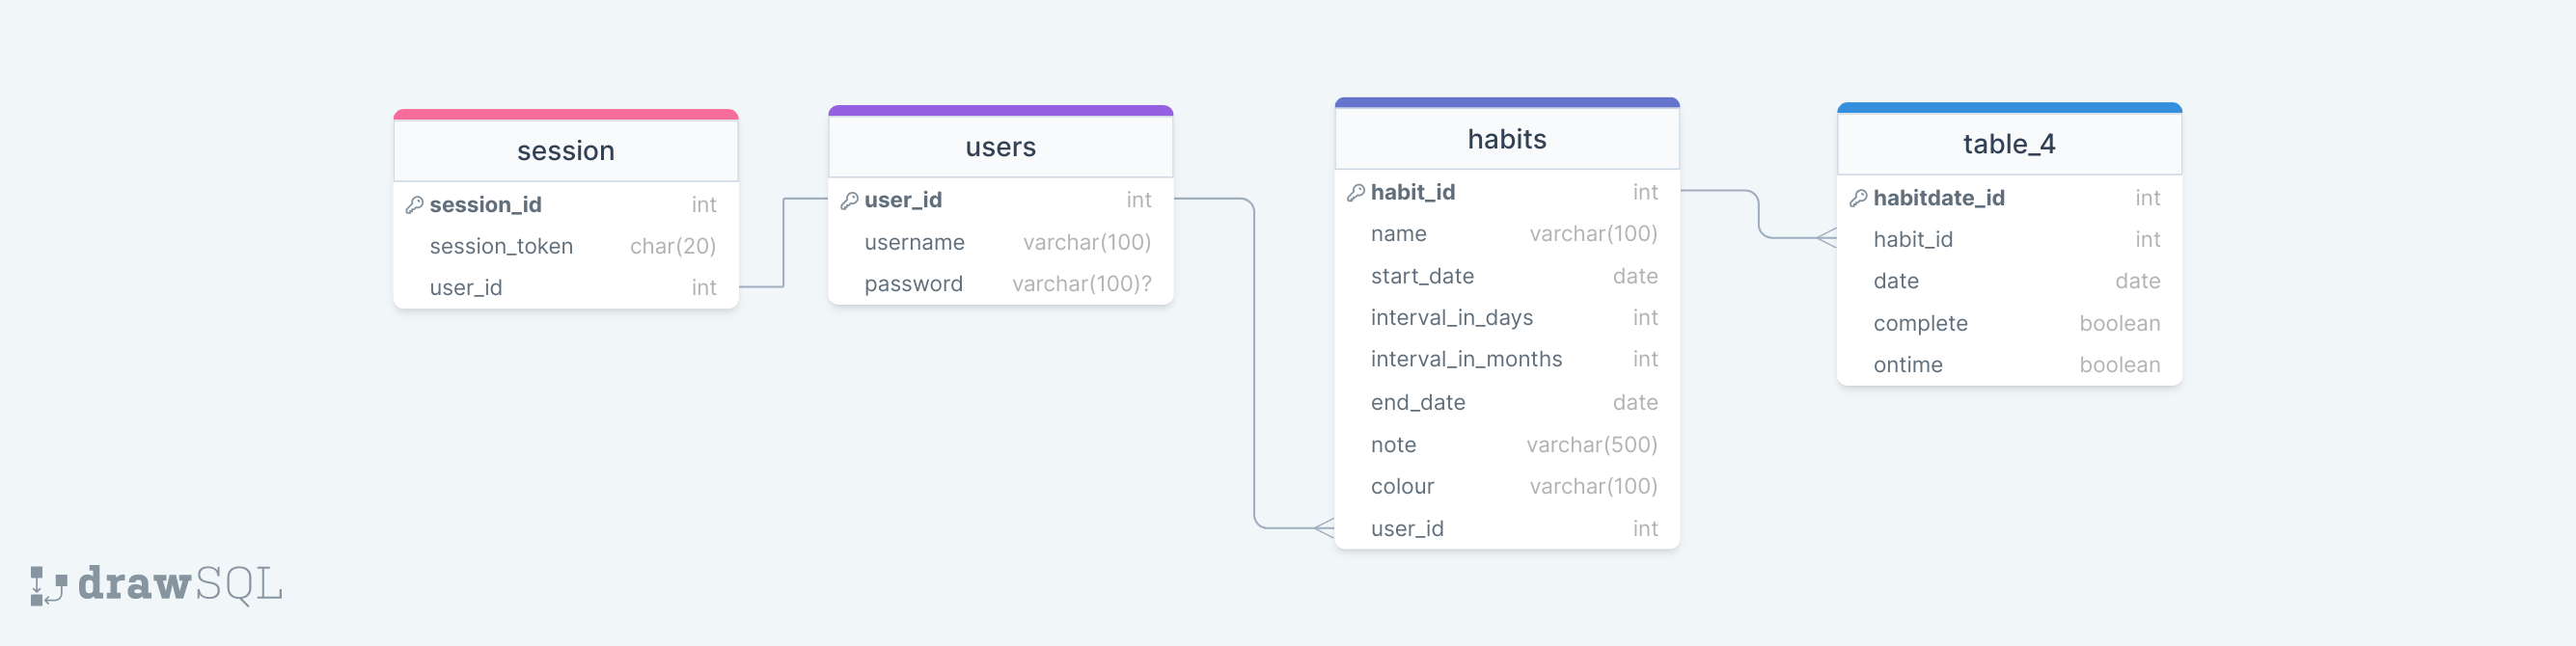 session
session_id int
session_token char(20)
user_id int
users
user_id int
username varchar(100)
password varchar(100)?
habits
habit_id int
name varchar(100)
start_date date
interval_in_days int
interval_in_months int
end_date date
note varchar(500)
colour varchar(100)
user_id int
table_4
habitdate_id int
habit_id int
date date
complete boolean
ontime boolean
drawSQL